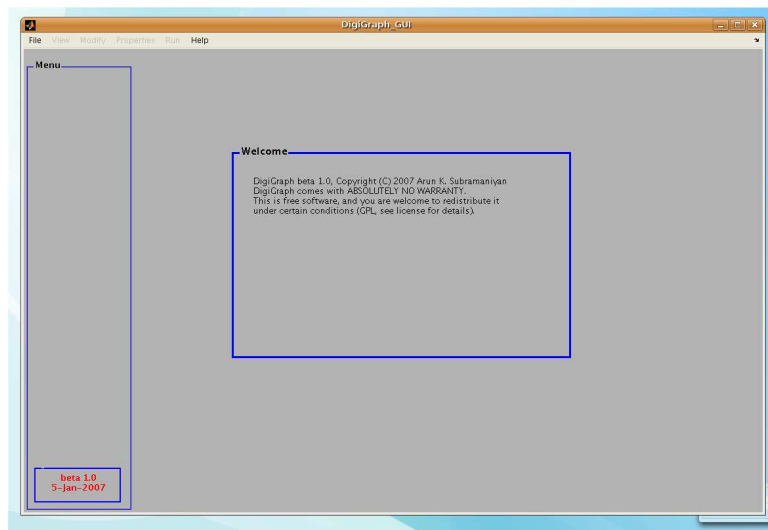 DigiGraph_GUI
File View Modify Properties Run Help
Menu
Welcome
DigiGraph beta 1.0, Copyright (C) 2007 Arun K. Subramaniyan
DigiGraph comes with ABSOLUTELY NO WARRANTY.
This is free software, and you are welcome to redistribute it
under certain conditions (GPL, see license for details).
beta 1.0
5-Jan-2007